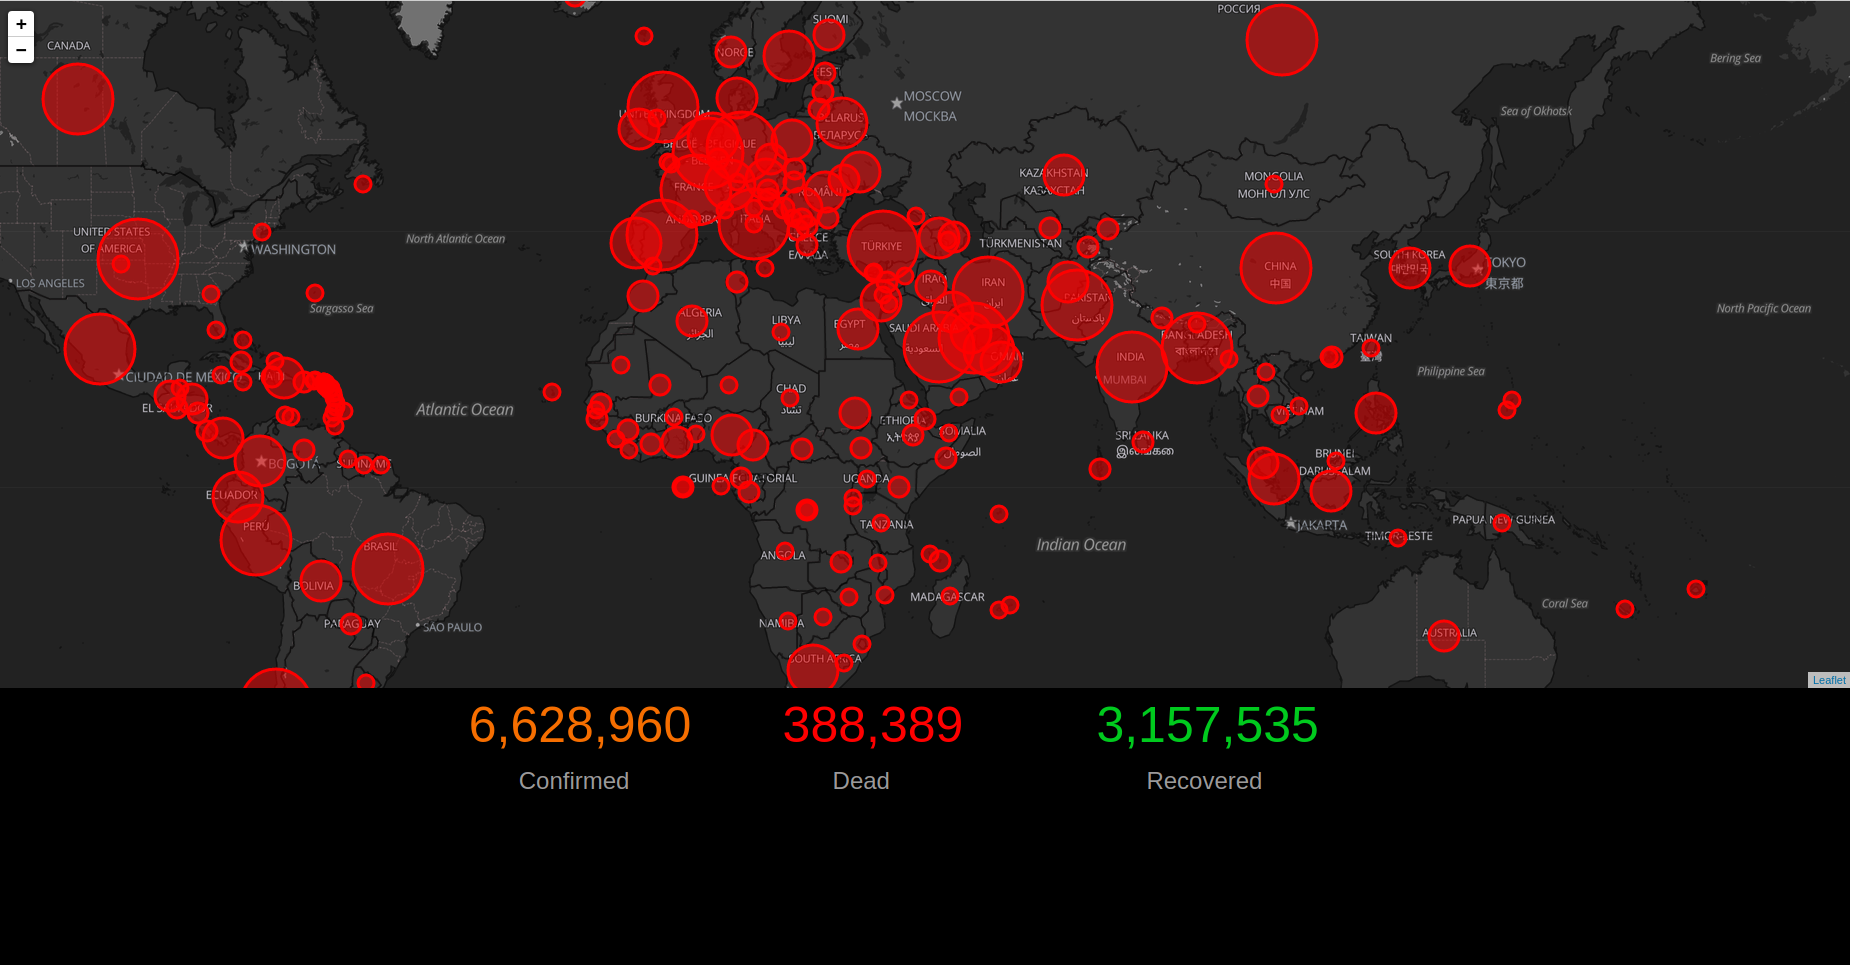 +
−
РОССИЯ
SUOMI
CANADA
NORGE
Bering Sea
EESTI
MOSCOW
МОСКВА
Sea of Okhotsk
UNITED KINGDOM
BELARUS
БЕЛАРУСЬ
BELGIË - BELGIQUE
- BELGIEN
KAZAKHSTAN
КАЗАХСТАН
MONGOLIA
МОНГОЛ УЛС
FRANCE
ROMÂNIA
ANDORRA
ITALIA
UNITED STATES
OF AMERICA
WASHINGTON
North Atlantic Ocean
GREECE
ΕΛΛΆΔΑ
TÜRKIYE
TÜRKMENISTAN
SOUTH KOREA
대한민국
TOKYO
東京都
CHINA
中国
LOS ANGELES
IRAQ
العراق
IRAN
ایران
PAKISTAN
پاکستان
Sargasso Sea
North Pacific Ocean
ALGERIA
الجزائر
LIBYA
ليبيا
EGYPT
مصر
SAUDI ARABIA
السعودية
OMAN
عمان
BANGLADESH
বাংলাদেশ
TAIWAN
臺灣
INDIA
MUMBAI
Philippine Sea
CIUDAD DE MÉXICO
HAITI
EL SALVADOR
Atlantic Ocean
CHAD
تشاد
BURKINA FASO
ETHIOPIA
ኢትዮጵያ
SOMALIA
الصومال
VIETNAM
SRI LANKA
இலங்கை
BOGOTÁ
SURINAME
BRUNEI
DARUSSALAM
GUINEA ECUATORIAL
UGANDA
ECUADOR
PERU
TANZANIA
JAKARTA
PAPUA NEW GUINEA
TIMOR-LESTE
Indian Ocean
BRASIL
ANGOLA
BOLIVIA
MADAGASCAR
Coral Sea
PARAGUAY
SÃO PAULO
NAMIBIA
AUSTRALIA
SOUTH AFRICA
Leaflet
6,628,960
388,389
3,157,535
Confirmed
Dead
Recovered